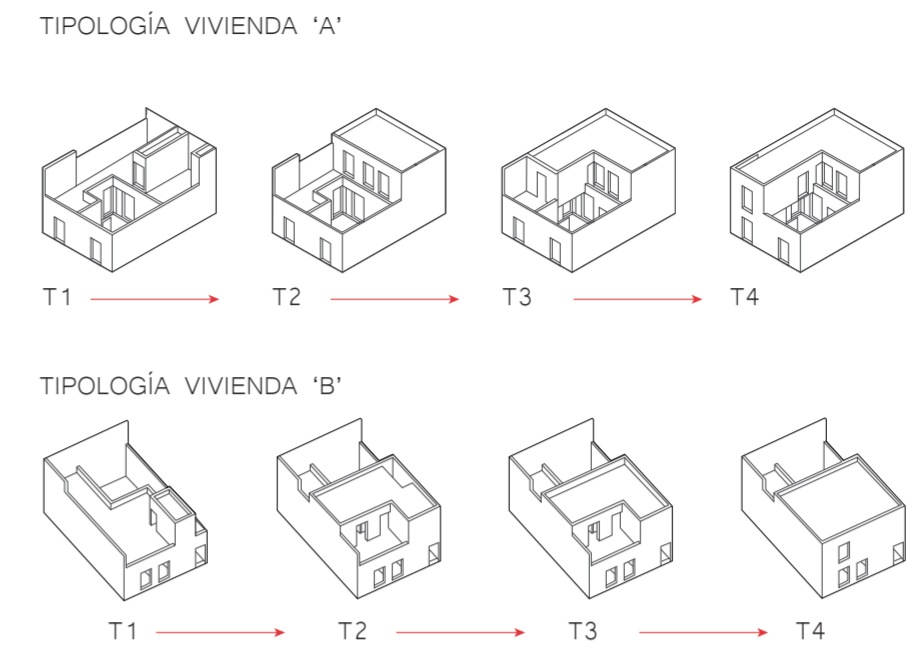 TIPOLOGÍA VIVIENDA ‘A’
T1 T2 T3 T4
TIPOLOGÍA VIVIENDA ‘B’
T1 T2 T3 T4